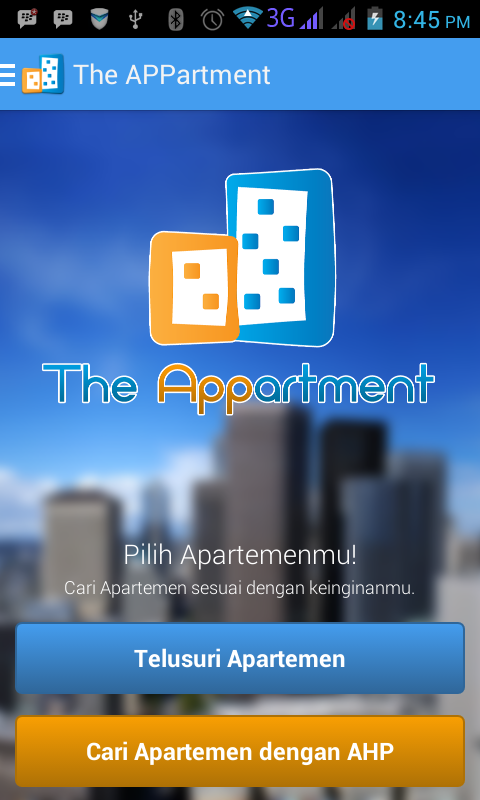 3G 8:45 PM
The APPartment
The Appartment
Pilih Apartemenmu!
Cari Apartemen sesuai dengan keinginanmu.
Telusuri Apartemen
Cari Apartemen dengan AHP